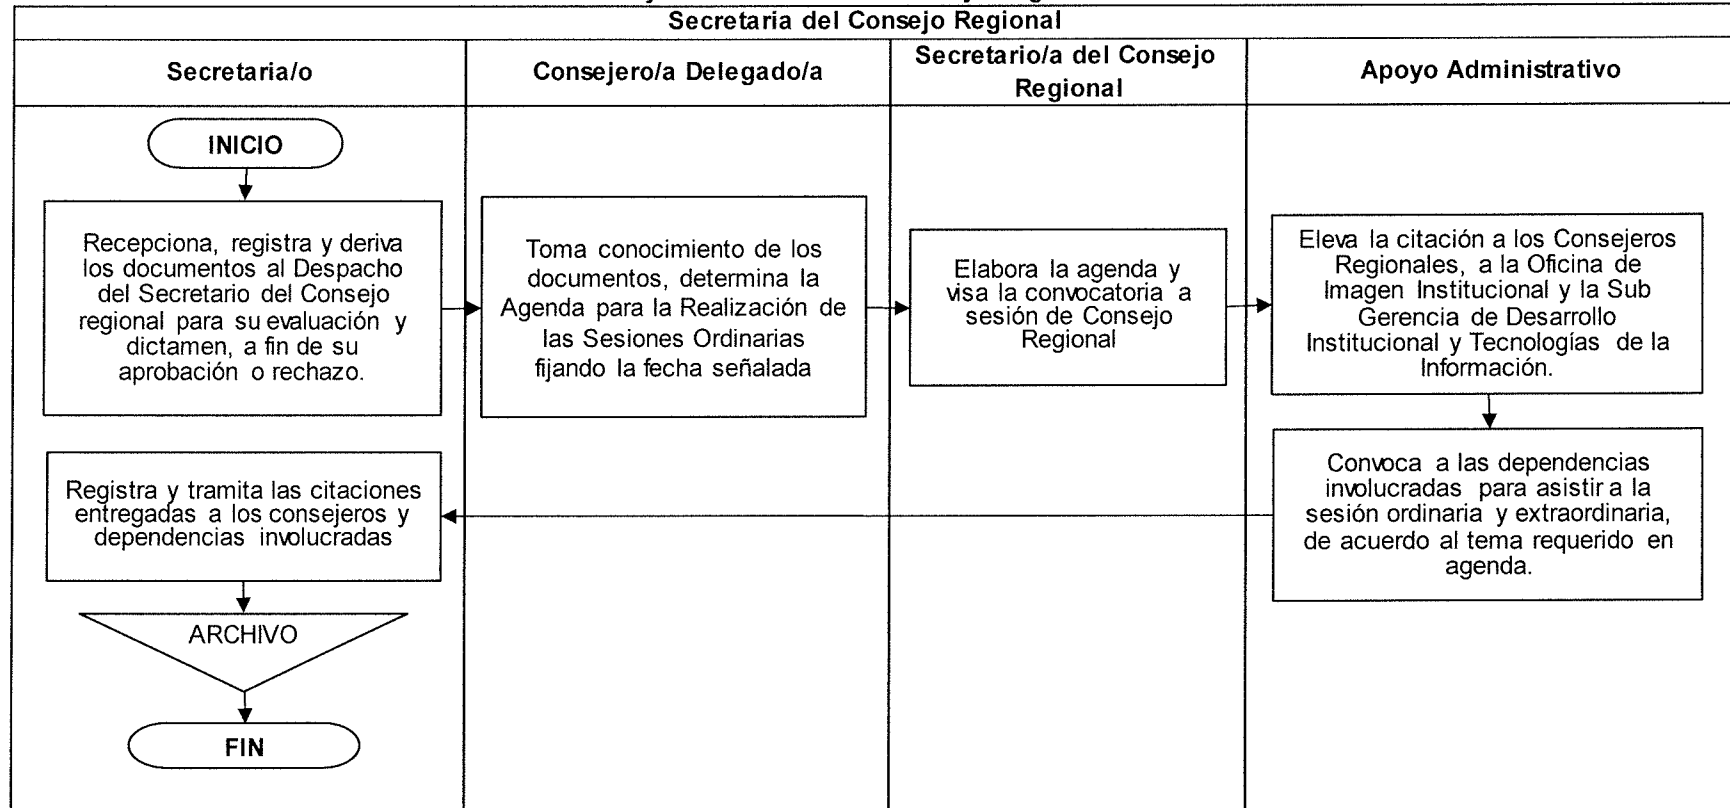 Secretaria del Consejo Regional
Secretaria/o
Consejero/a Delegado/a
Secretario/a del Consejo
Regional
Apoyo Administrativo
INICIO
Recepciona, registra y deriva
los documentos al Despacho
del Secretario del Consejo
regional para su evaluación y
dictamen, a fin de su
aprobación o rechazo.
Toma conocimiento de los
documentos, determina la
Agenda para la Realización de
las Sesiones Ordinarias
fijando la fecha señalada
Elabora la agenda y
visa la convocatoria a
sesión de Consejo
Regional
Eleva la citación a los Consejeros
Regionales, a la Oficina de
Imagen Institucional y la Sub
Gerencia de Desarrollo
Institucional y Tecnologías de la
Información.
Convoca a las dependencias
involucradas para asistir a la
sesión ordinaria y extraordinaria,
de acuerdo al tema requerido en
agenda.
Registra y tramita las citaciones
entregadas a los consejeros y
dependencias involucradas
ARCHIVO
FIN